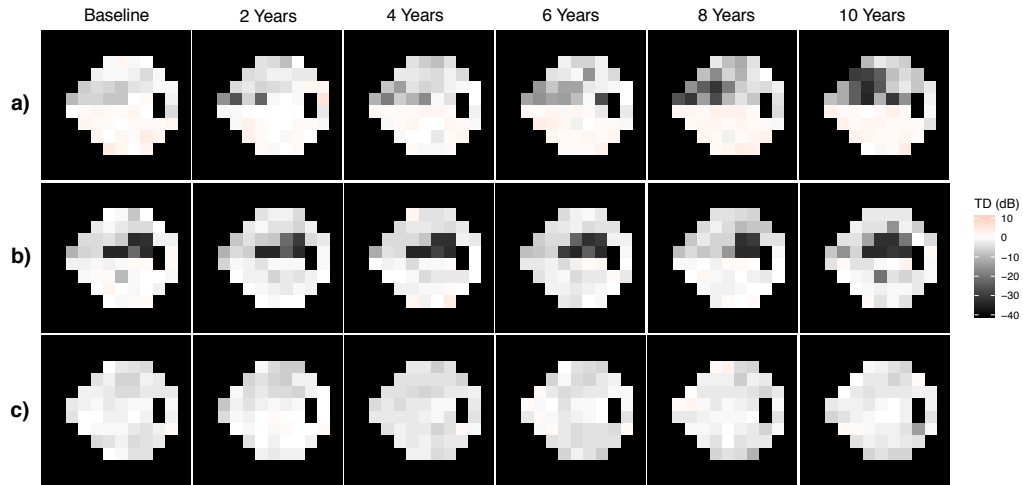 Baseline 2 Years 4 Years 6 Years 8 Years 10 Years
a)
b)
TD (dB)
10
0
−10
−20
−30
−40
c)